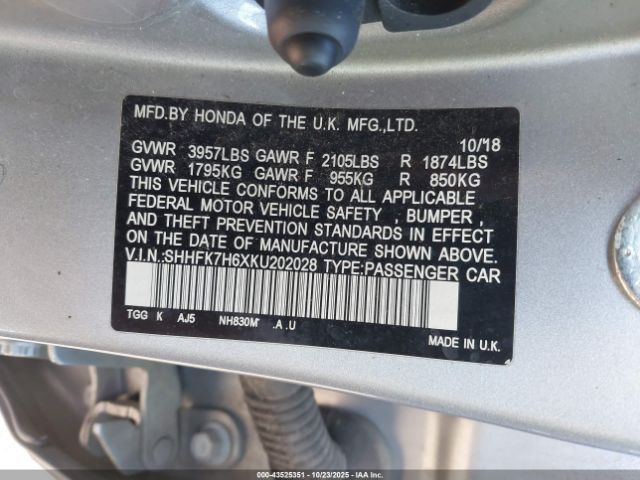 MFD.BY HONDA OF THE U.K. MFG.,LTD.
10/18
GVWR 3957LBS GAWR F 2105LBS R 1874LBS
GVWR 1795KG GAWR F 955KG R 850KG
THIS VEHICLE CONFORMS TO ALL APPLICABLE
FEDERAL MOTOR VEHICLE SAFETY , BUMPER ,
AND THEFT PREVENTION STANDARDS IN EFFECT
ON THE DATE OF MANUFACTURE SHOWN ABOVE.
V.I.N.:SHHFK7H6XKU202028 TYPE:PASSENGER CAR
TGG K AJ5 NH830M .A .U
MADE IN U.K.
00-43525351 | 10/23/2025 | Copyright © IAA, LLC